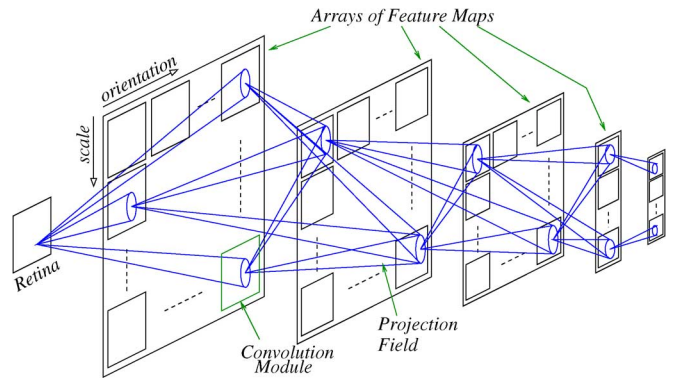 Arrays of Feature Maps
orientation
scale
Retina
Convolution
Module
Projection
Field